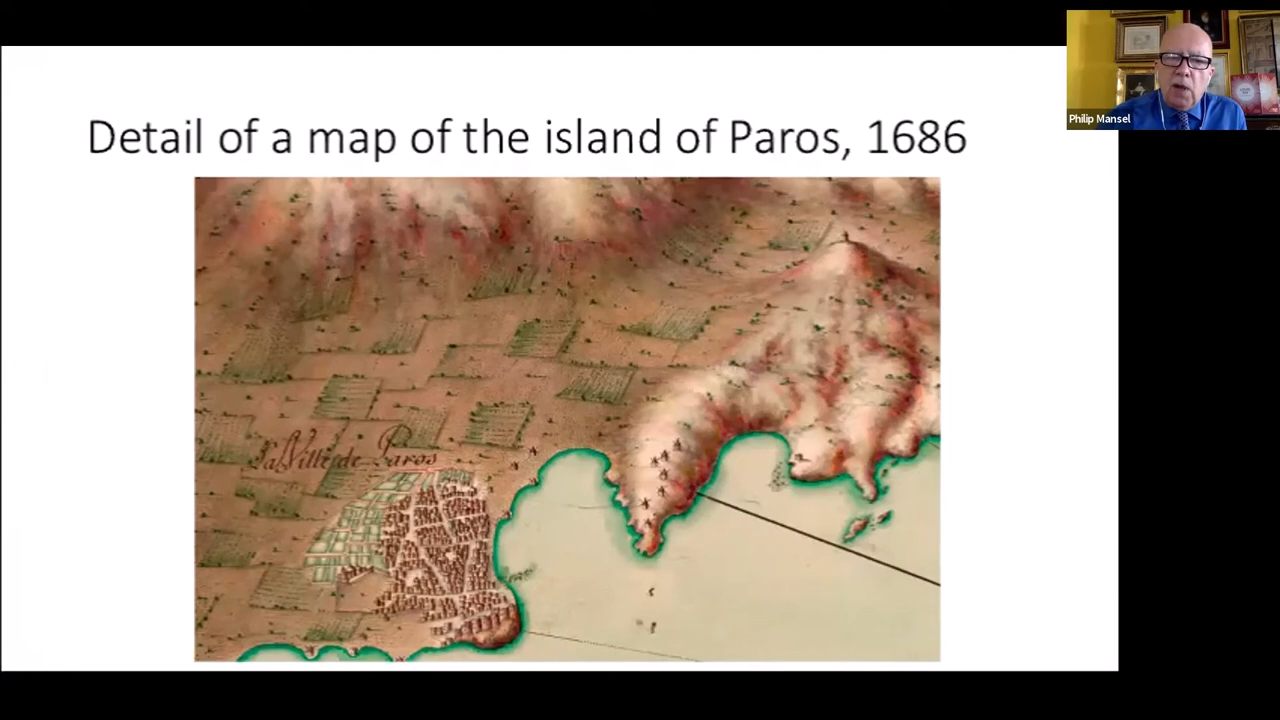 Detail of a map of the island of Paros, 1686
La Ville de Paros
Philip Mansel